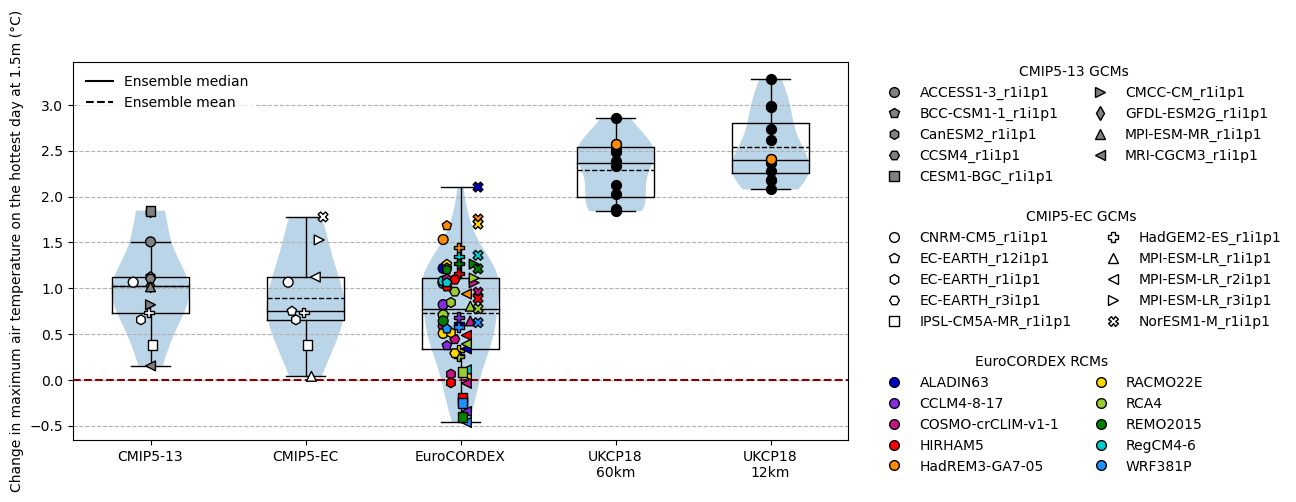 Change in maximum air temperature on the hottest day at 1.5m (°C)
Ensemble median
Ensemble mean
3.0
2.5
2.0
1.5
1.0
0.5
0.0
−0.5
CMIP5-13
CMIP5-EC
EuroCORDEX
UKCP18
60km
UKCP18
12km
CMIP5-13 GCMs
ACCESS1-3_r1i1p1
BCC-CSM1-1_r1i1p1
CanESM2_r1i1p1
CCSM4_r1i1p1
CESM1-BGC_r1i1p1
CMCC-CM_r1i1p1
GFDL-ESM2G_r1i1p1
MPI-ESM-MR_r1i1p1
MRI-CGCM3_r1i1p1
CMIP5-EC GCMs
CNRM-CM5_r1i1p1
EC-EARTH_r12i1p1
EC-EARTH_r1i1p1
EC-EARTH_r3i1p1
IPSL-CM5A-MR_r1i1p1
HadGEM2-ES_r1i1p1
MPI-ESM-LR_r1i1p1
MPI-ESM-LR_r2i1p1
MPI-ESM-LR_r3i1p1
NorESM1-M_r1i1p1
EuroCORDEX RCMs
ALADIN63
CCLM4-8-17
COSMO-crCLIM-v1-1
HIRHAM5
HadREM3-GA7-05
RACMO22E
RCA4
REMO2015
RegCM4-6
WRF381P